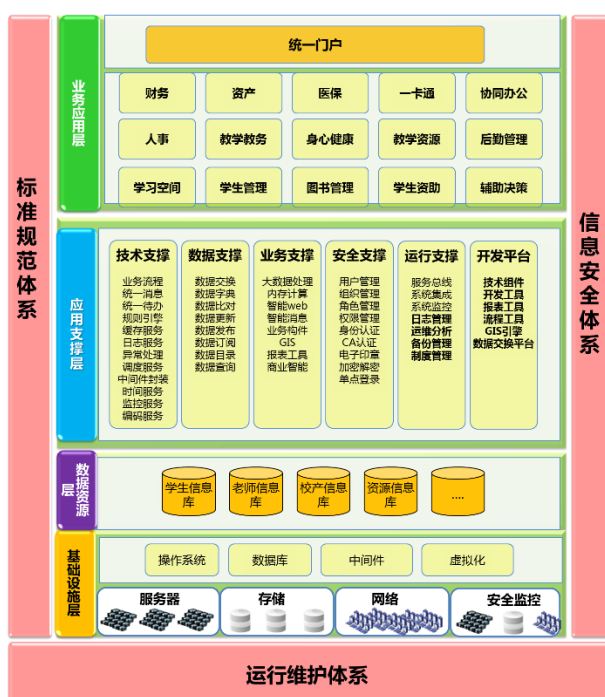 标准规范体系
业务应用层
统一门户
财务
资产
医保
一卡通
协同办公
人事
教学教务
身心健康
教学资源
后勤管理
学习空间
学生管理
图书管理
学生资助
辅助决策
应用支撑层
技术支撑
业务流程
统一消息
统一待办
规则引擎
缓存服务
日志服务
异常处理
调度服务
中间件封装
时间服务
监控服务
编码服务
数据支撑
数据交换
数据字典
数据比对
数据更新
数据发布
数据订阅
数据目录
数据查询
业务支撑
大数据处理
内存计算
智能web
智能消息
业务构件
GIS
报表工具
商业智能
安全支撑
用户管理
组织管理
角色管理
权限管理
身份认证
CA认证
电子印章
加密解密
单点登录
运行支撑
服务总线
系统集成
系统监控
日志管理
运维分析
备份管理
制度管理
开发平台
技术组件
开发工具
报表工具
流程工具
GIS引擎
数据交换平台
数据资源
层
学生信息
库
老师信息
库
校产信息
库
资源信息
库
....
基础设施层
操作系统
数据库
中间件
虚拟化
服务器
存储
网络
安全监控
信息安全体系
运行维护体系